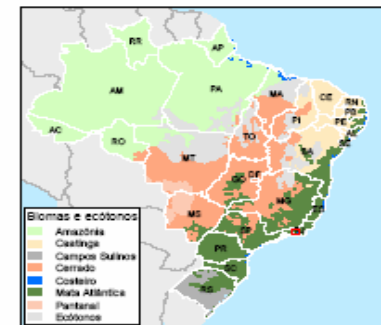 RR
AP
AM
PA
MA
CE
RN
PB
PE
AL
SE
PI
AC
RO
TO
BA
MT
GO
DF
MG
ES
MS
SP
RJ
PR
SC
RS
Biomas e ecótonos
Amazônia
Caatinga
Campos Sulinos
Cerrado
Costeiro
Mata Atlântica
Pantanal
Ecótonos